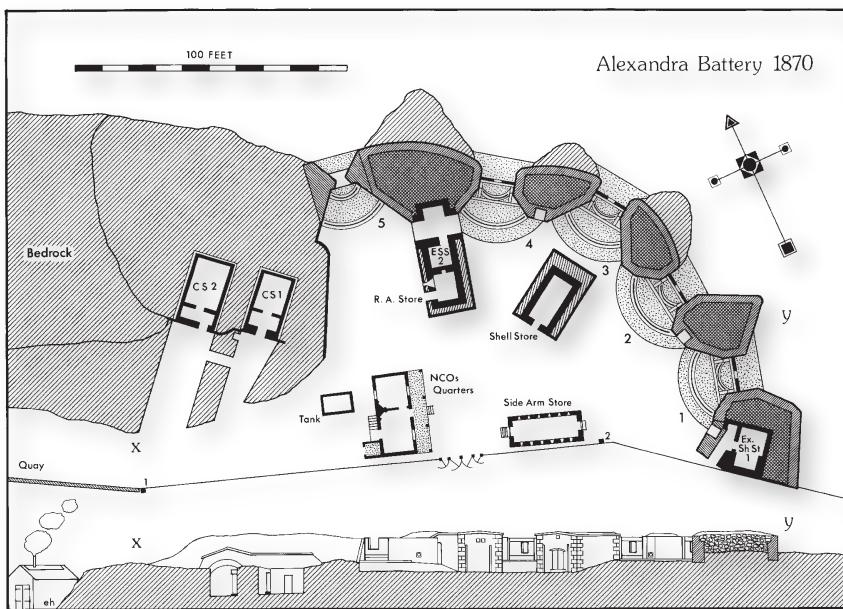 100 FEET
Alexandra Battery 1870
Bedrock
CS 2
CS 1
5
ESS
2
R. A. Store
4
3
Shell Store
2
y
1
Ex.
Sh St
1
NCOs
Quarters
Tank
Side Arm Store
2
x
Quay
1
x
y
eh